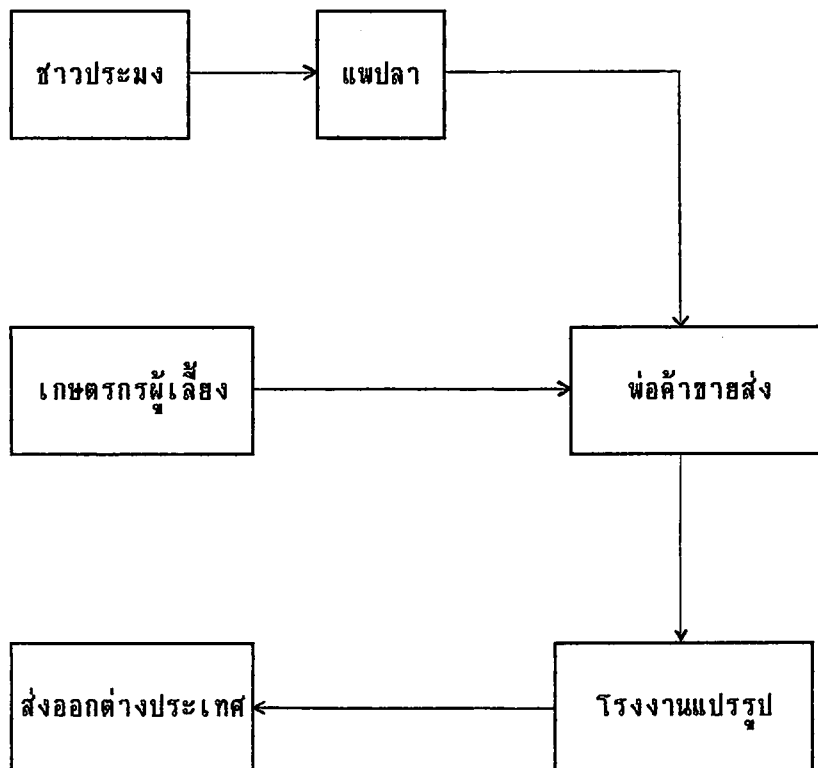 ชาวประมง
แพปลา
เกษตรกรผู้เลี้ยง
พ่อค้าขายส่ง
ส่งออกต่างประเทศ
โรงงานแปรรูป